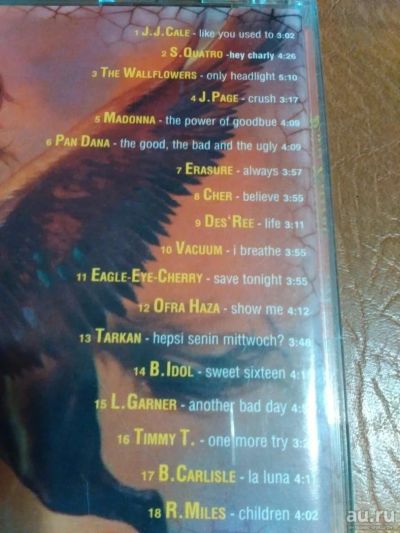 1 J.J.CALE - like you used to 3:02
2 S.QUATRO -hey charly 4:26
3 THE WALLFLOWERS - only headlight 5:10
4 J.PAGE - crush 3:17
5 MADONNA - the power of goodbue 4:09
6 PAN DANA - the good, the bad and the ugly 4:09
7 ERASURE - always 3:57
8 CHER - believe 3:55
9 DES'REE - life 3:11
10 VACUUM - i breathe 3:55
11 EAGLE-EYE-CHERRY - save tonight 3:55
12 OFRA HAZA - show me 4:12
13 TARKAN - hepsi senin mittwoch? 3:46
14 B.IDOL - sweet sixteen
15 L.GARNER - another bad day
16 TIMMY T. - one more try
17 B.CARLISLE - la luna
18 R.MILES - children 4:02
au.ru